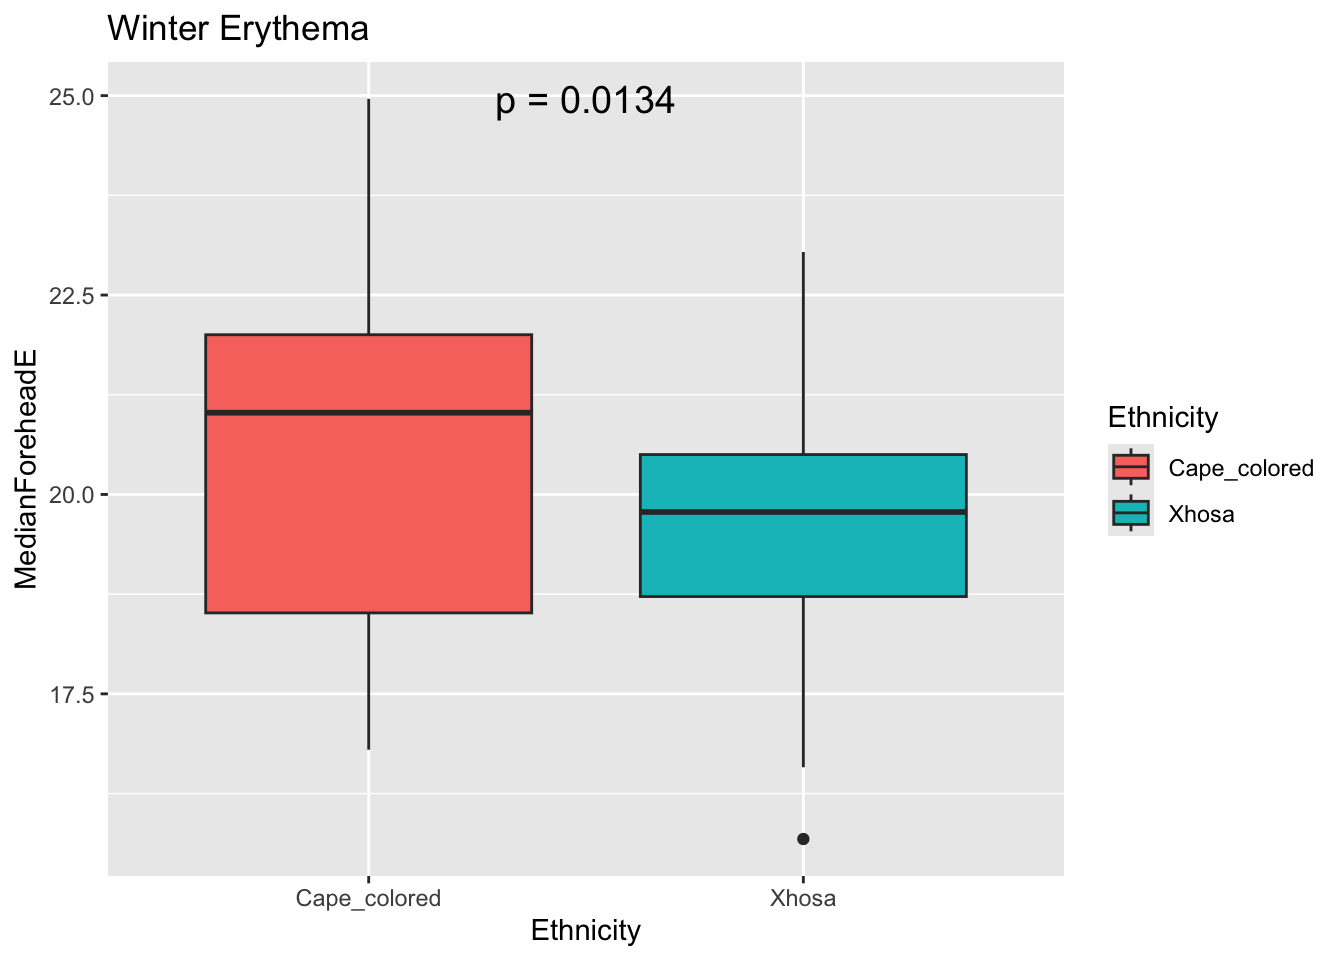 Winter Erythema
p = 0.0134
25.0
22.5
20.0
17.5
MedianForeheadE
Cape_colored
Xhosa
Ethnicity
Ethnicity
Cape_colored
Xhosa